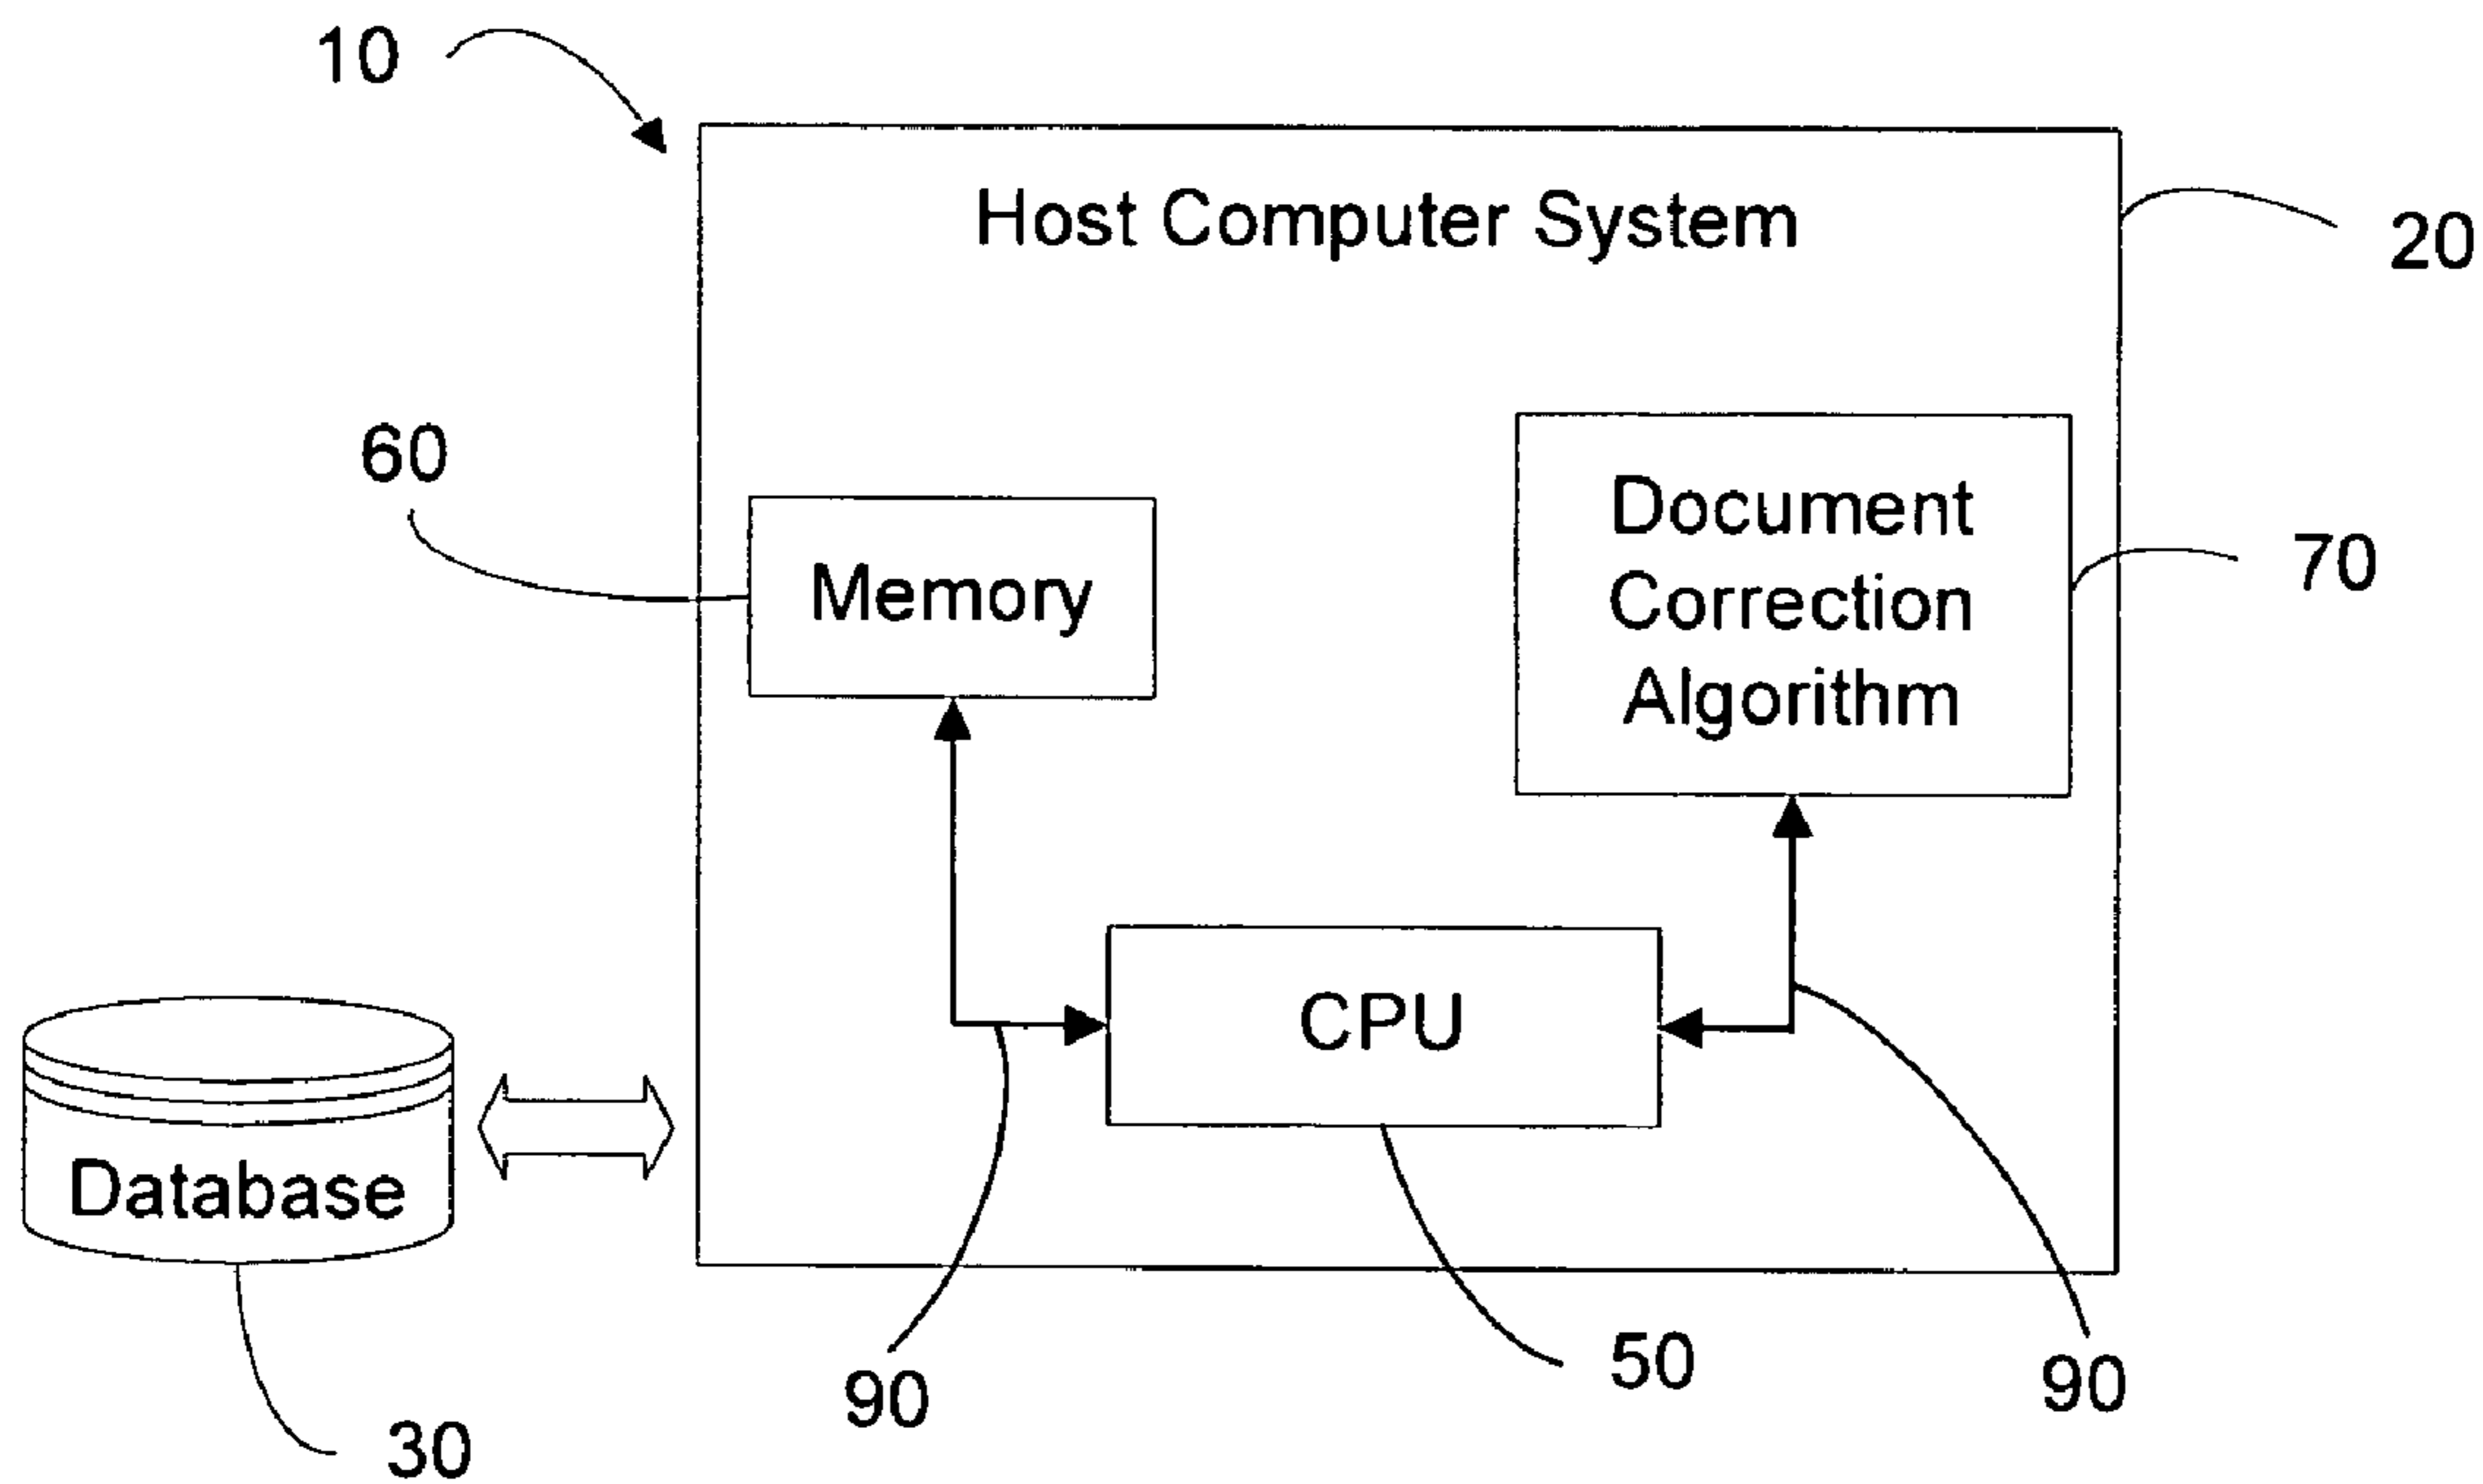 10
Host Computer System
20
60
Memory
Document
Correction
Algorithm
70
CPU
Database
90
50
90
30